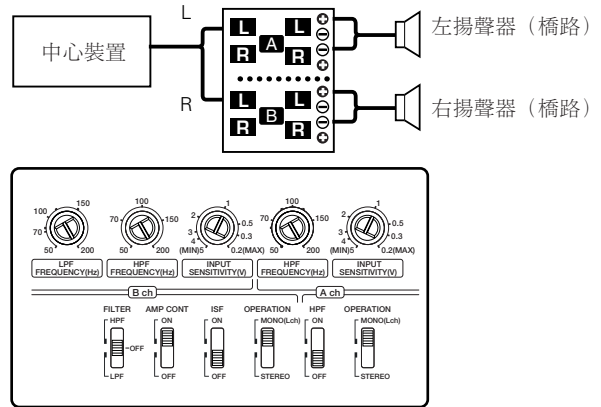 L
中心裝置
R
L L
R R
A
L L
R R
B
⊕
⊖
⊖
⊕
⊕
⊖
⊖
⊕
左揚聲器（橋路）
右揚聲器（橋路）
50 70 100 150 200
LPF
FREQUENCY(Hz)
50 70 100 150 200
HPF
FREQUENCY(Hz)
(MIN)5 4 3 2 1 0.5 0.3 0.2(MAX)
INPUT
SENSITIVITY(V)
50 70 100 150 200
HPF
FREQUENCY(Hz)
(MIN)5 4 3 2 1 0.5 0.3 0.2(MAX)
INPUT
SENSITIVITY(V)
B ch A ch
FILTER AMP CONT ISF OPERATION HPF OPERATION
HPF ON ON MONO(Lch) ON MONO(Lch)
OFF
LPF OFF OFF STEREO OFF STEREO